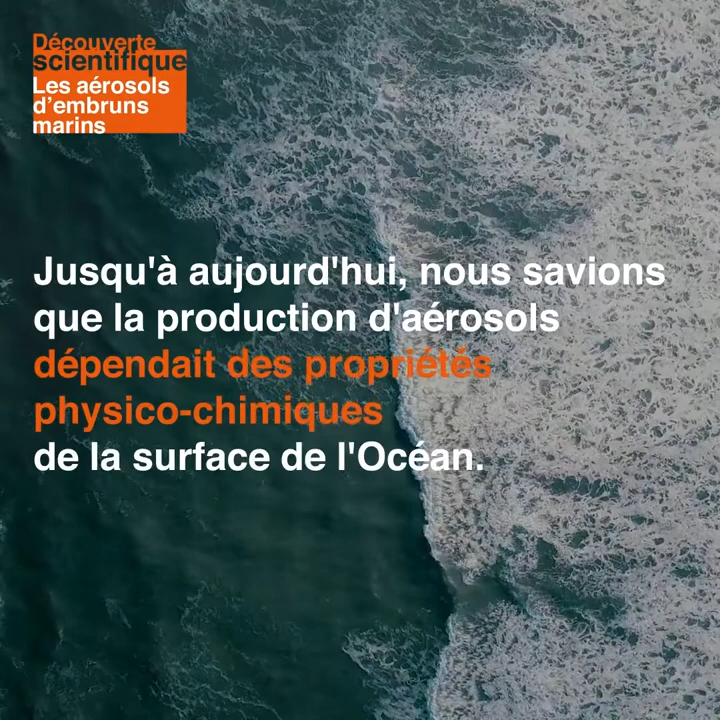 Découverte
scientifique
Les aérosols
d’embruns
marins
Jusqu'à aujourd'hui, nous savions
que la production d'aérosols
dépendait des propriétés
physico-chimiques
de la surface de l'Océan.